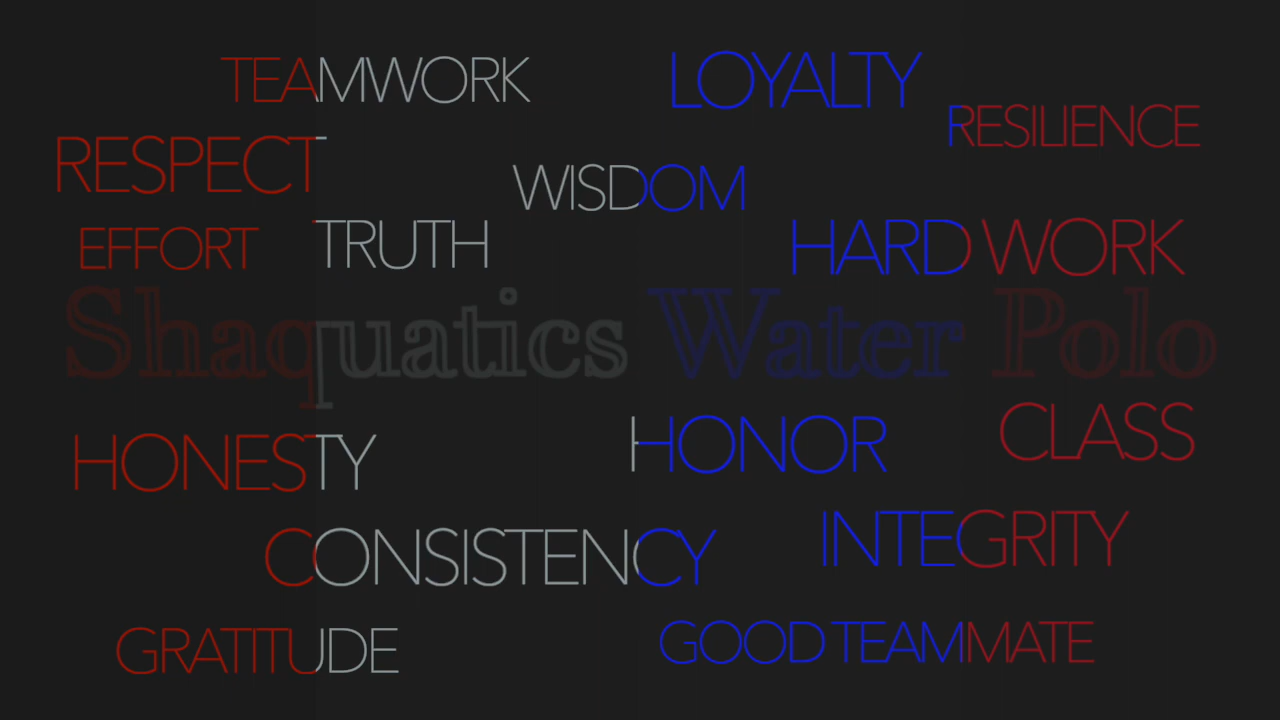 TEAMWORK
LOYALTY
RESILIENCE
RESPECT
WISDOM
EFFORT
TRUTH
HARD WORK
Shaquatics Water Polo
HONESTY
HONOR
CLASS
CONSISTENCY
INTEGRITY
GRATITUDE
GOOD TEAMMATE